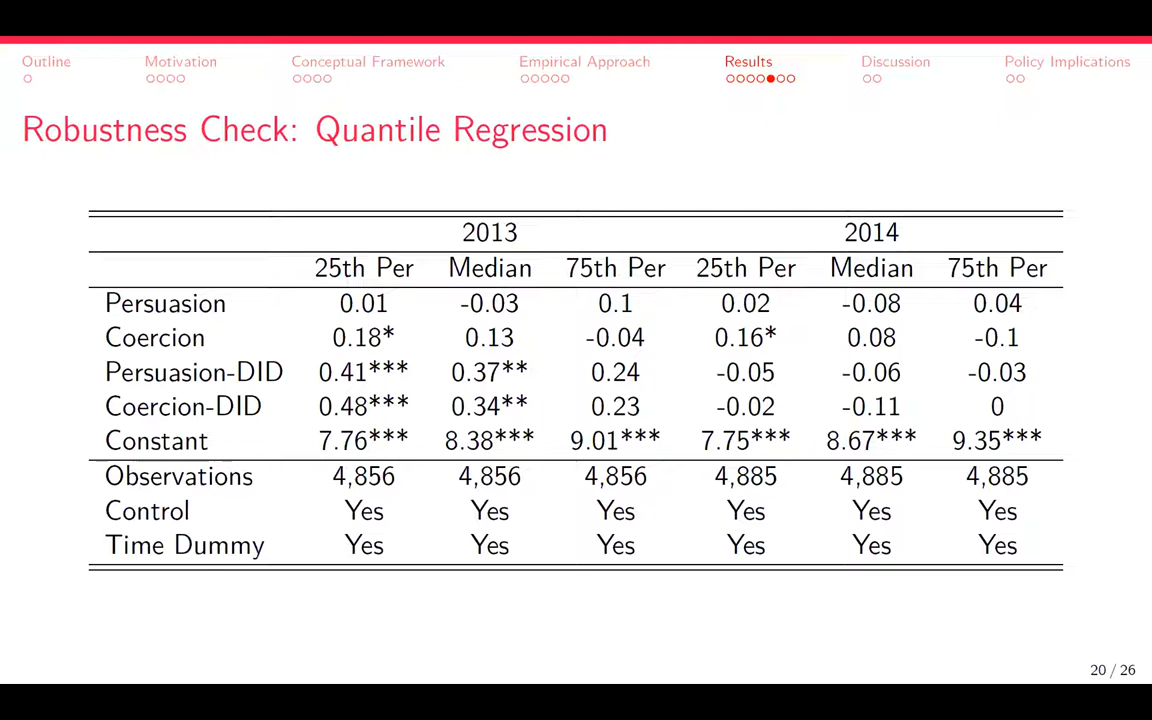 Outline Motivation Conceptual Framework Empirical Approach Results Discussion Policy Implications
Robustness Check: Quantile Regression
2013 2014
25th Per Median 75th Per 25th Per Median 75th Per
Persuasion 0.01 -0.03 0.1 0.02 -0.08 0.04
Coercion 0.18* 0.13 -0.04 0.16* 0.08 -0.1
Persuasion-DID 0.41*** 0.37** 0.24 -0.05 -0.06 -0.03
Coercion-DID 0.48*** 0.34** 0.23 -0.02 -0.11 0
Constant 7.76*** 8.38*** 9.01*** 7.75*** 8.67*** 9.35***
Observations 4,856 4,856 4,856 4,885 4,885 4,885
Control Yes Yes Yes Yes Yes Yes
Time Dummy Yes Yes Yes Yes Yes Yes
20 / 26